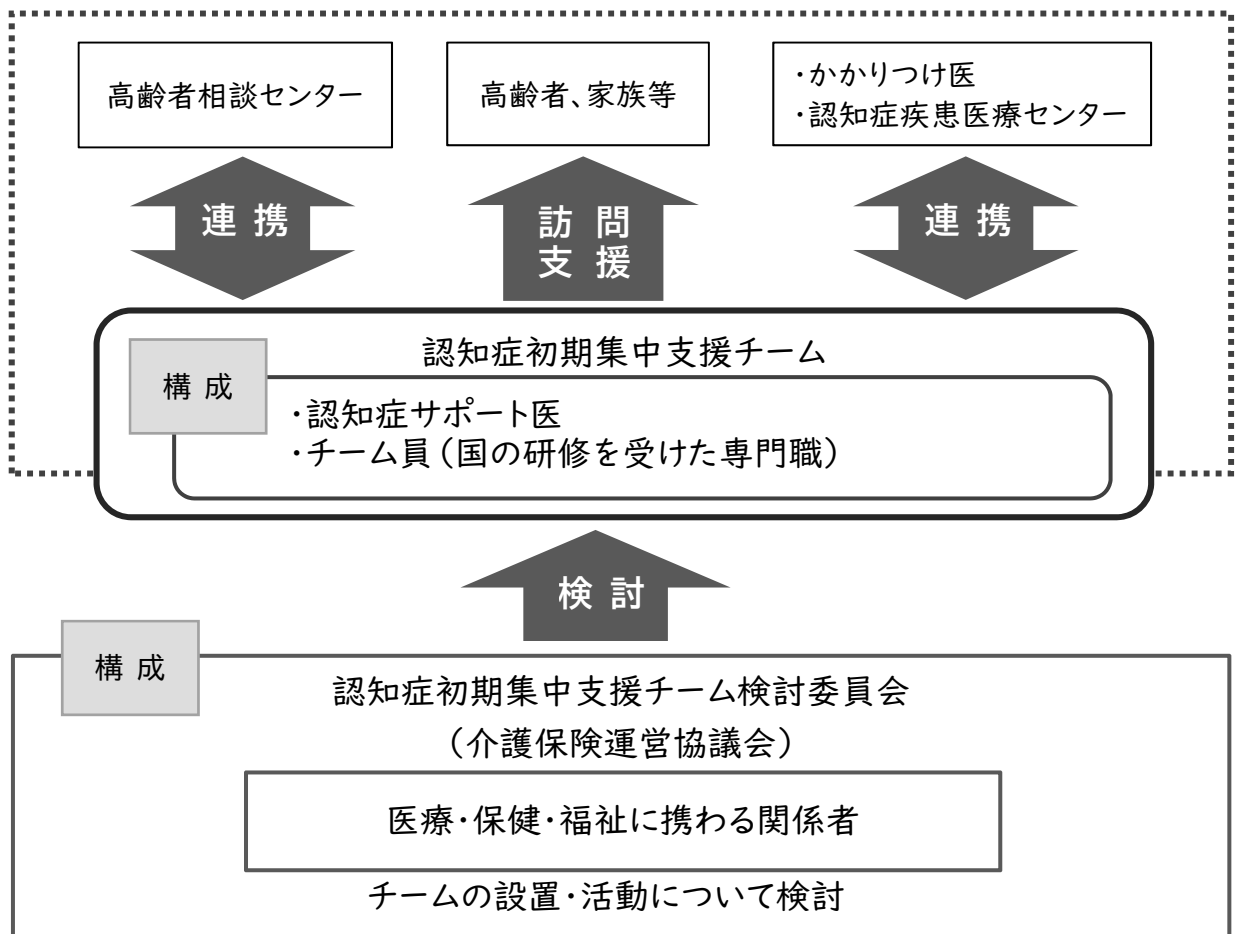 高齢者相談センター
高齢者、家族等
・かかりつけ医
・認知症疾患医療センター
連携
訪問
支援
連携
認知症初期集中支援チーム
構成
・認知症サポート医
・チーム員(国の研修を受けた専門職)
検討
構成
認知症初期集中支援チーム検討委員会
(介護保険運営協議会)
医療・保健・福祉に携わる関係者
チームの設置・活動について検討